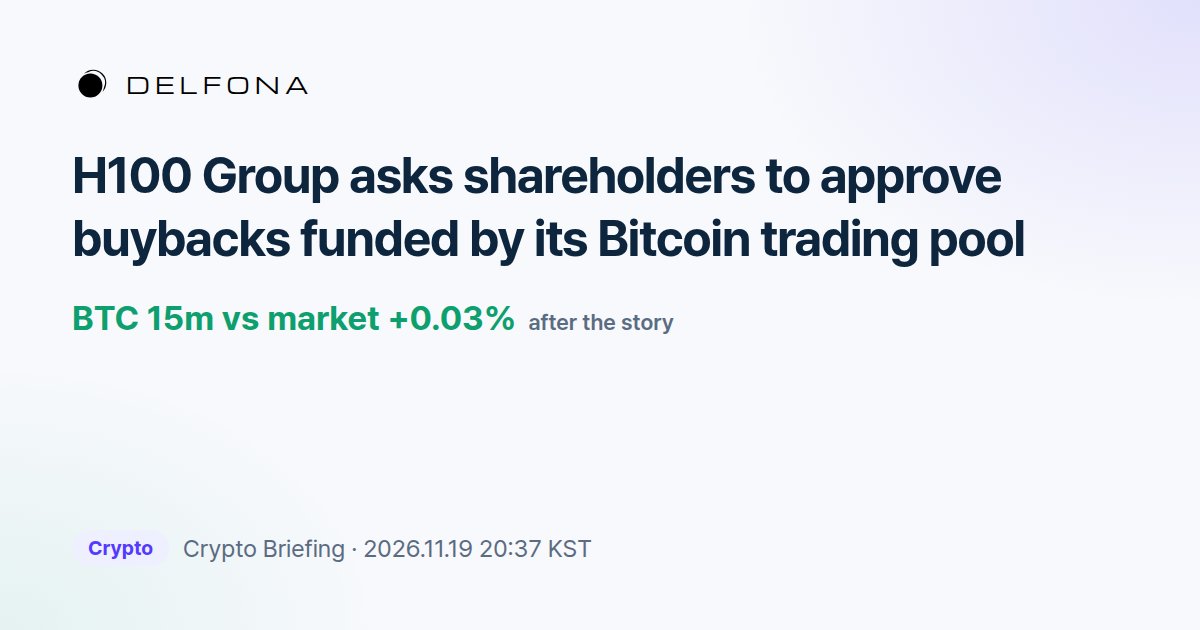 DELFONA
H100 Group asks shareholders to approve
buybacks funded by its Bitcoin trading pool
BTC 15m vs market +0.03% after the story
Crypto Crypto Briefing · 2026.11.19 20:37 KST